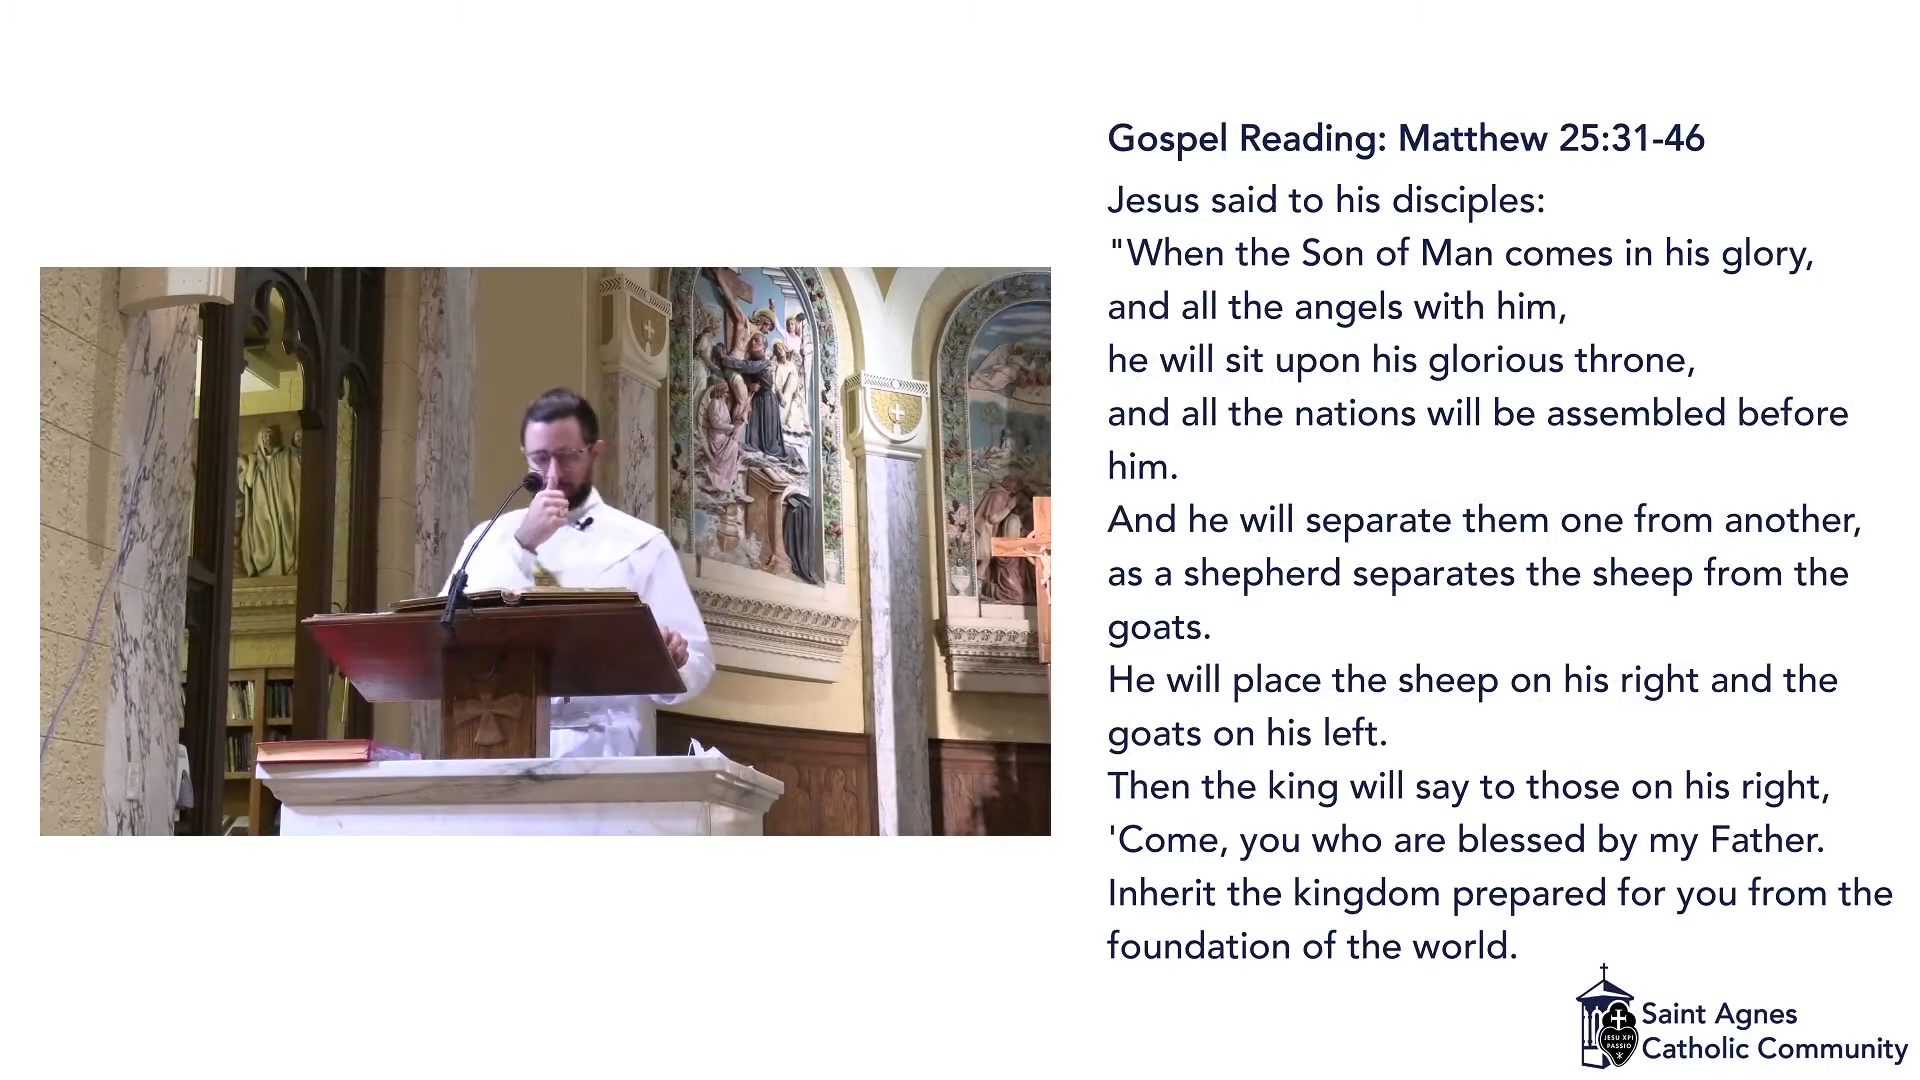 Gospel Reading: Matthew 25:31-46
Jesus said to his disciples:
"When the Son of Man comes in his glory,
and all the angels with him,
he will sit upon his glorious throne,
and all the nations will be assembled before
him.
And he will separate them one from another,
as a shepherd separates the sheep from the
goats.
He will place the sheep on his right and the
goats on his left.
Then the king will say to those on his right,
'Come, you who are blessed by my Father.
Inherit the kingdom prepared for you from the
foundation of the world.
JESU XPI
PASSIO
Saint Agnes
Catholic Community